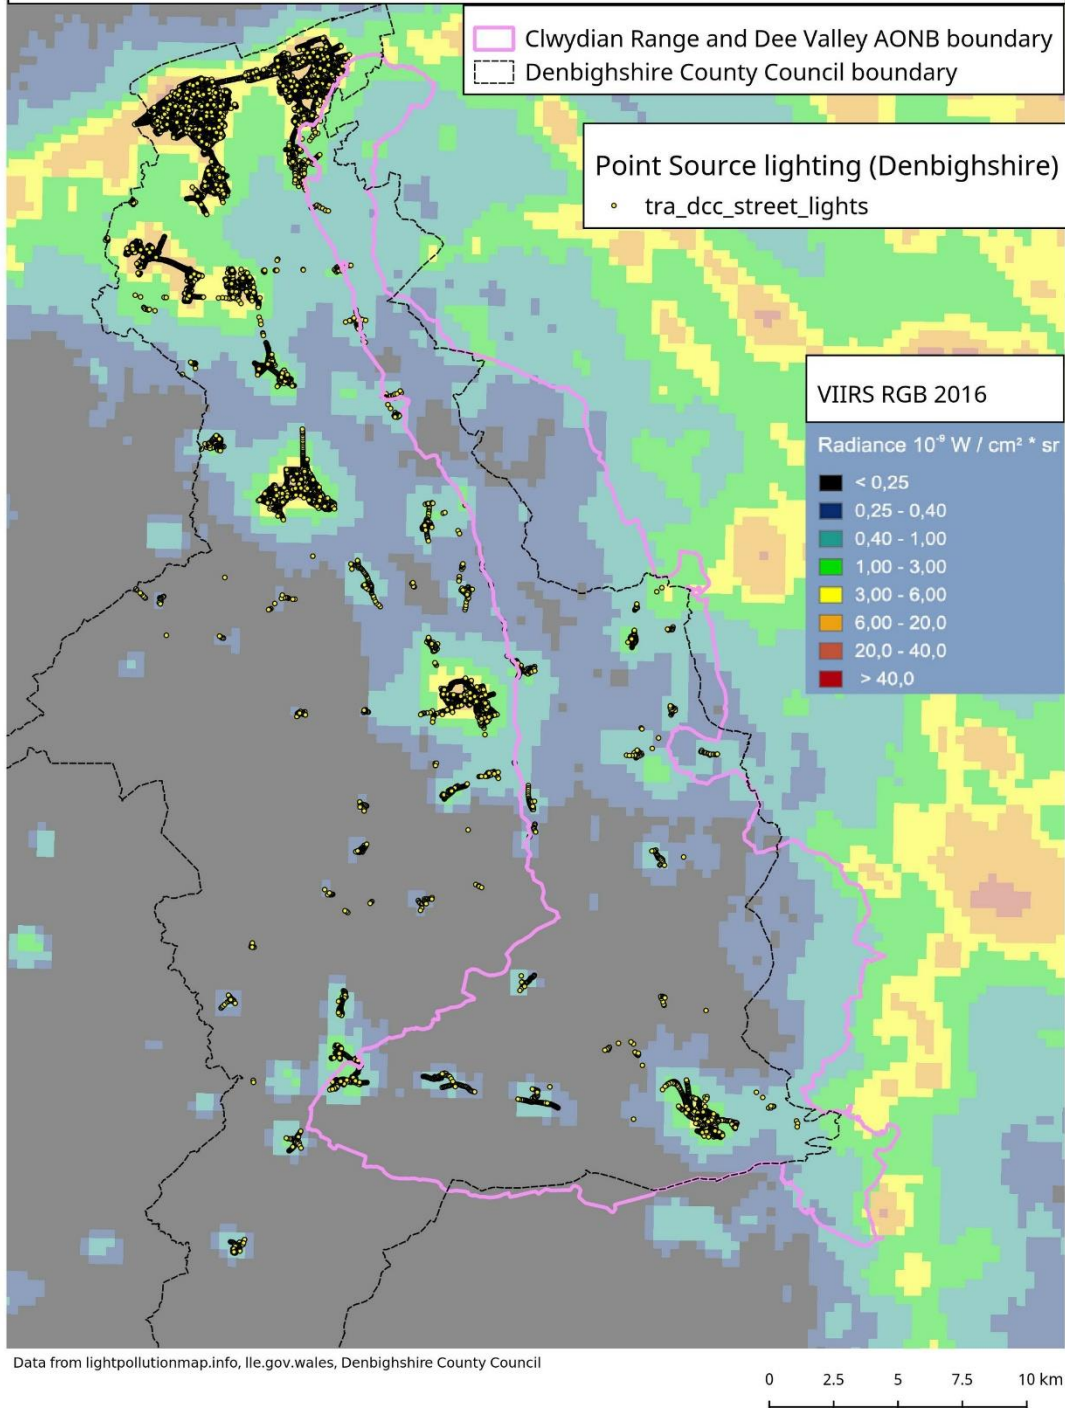 Clwydian Range and Dee Valley AONB boundary
Denbighshire County Council boundary
Point Source lighting (Denbighshire)
tra_dcc_street_lights
VIIRS RGB 2016
Radiance 10⁻⁹ W / cm² * sr
< 0,25
0,25 - 0,40
0,40 - 1,00
1,00 - 3,00
3,00 - 6,00
6,00 - 20,0
20,0 - 40,0
> 40,0
Data from lightpollutionmap.info, lle.gov.wales, Denbighshire County Council
0 2.5 5 7.5 10 km